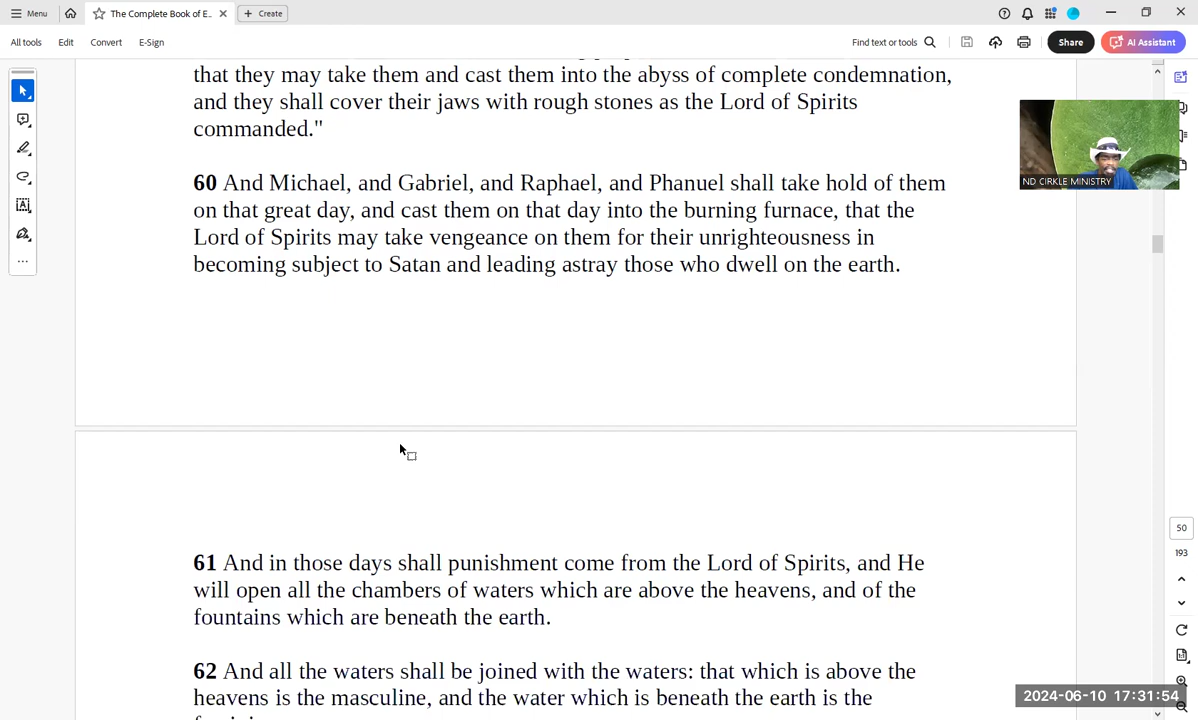 Menu
The Complete Book of E..
Create
All tools
Edit
Convert
E-Sign
Find text or tools
Share
AI Assistant
that they may take them and cast them into the abyss of complete condemnation,
and they shall cover their jaws with rough stones as the Lord of Spirits
commanded."
60 And Michael, and Gabriel, and Raphael, and Phanuel shall take hold of them
on that great day, and cast them on that day into the burning furnace, that the
Lord of Spirits may take vengeance on them for their unrighteousness in
becoming subject to Satan and leading astray those who dwell on the earth.
61 And in those days shall punishment come from the Lord of Spirits, and He
will open all the chambers of waters which are above the heavens, and of the
fountains which are beneath the earth.
62 And all the waters shall be joined with the waters: that which is above the
heavens is the masculine, and the water which is beneath the earth is the
ND CIRKLE MINISTRY
50
193
2024-06-10 17:31:54